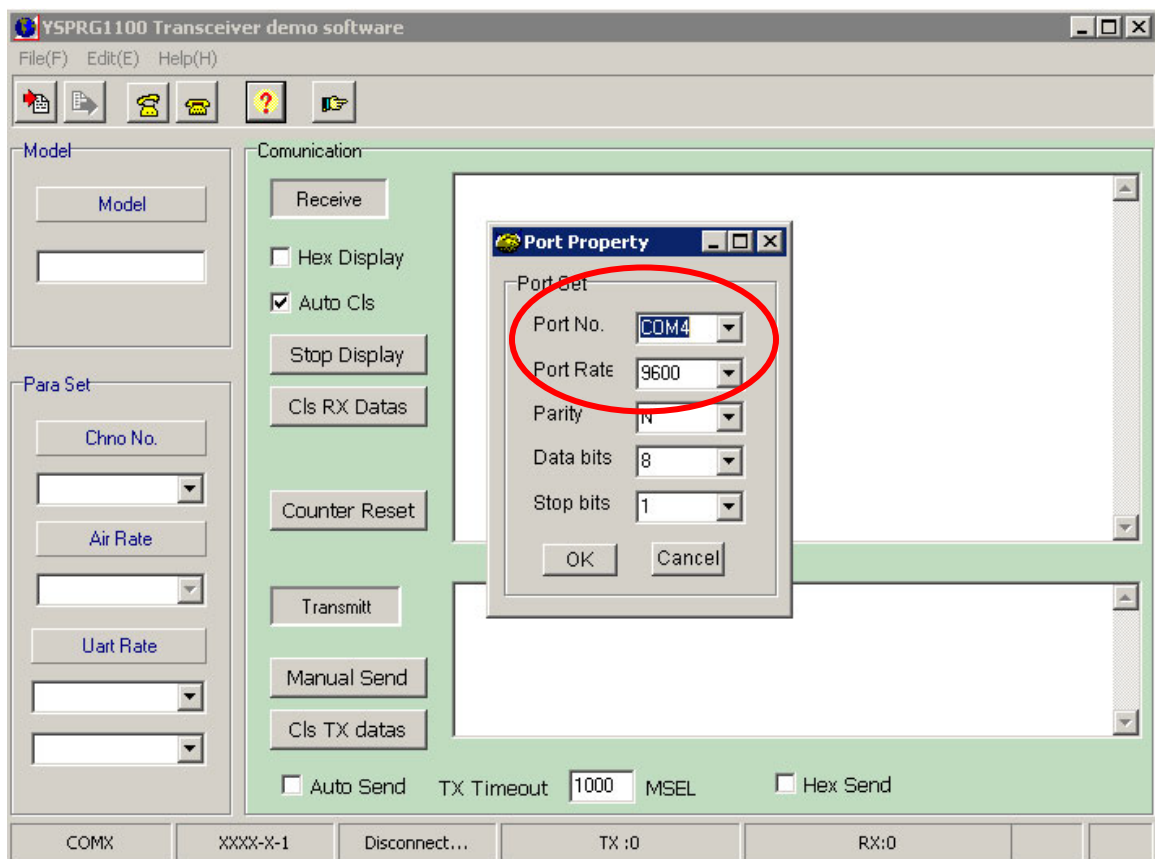 YSPRG1100 Transceiver demo software
File(F) Edit(E) Help(H)
Model
Model
Para Set
Chno No.
Air Rate
Uart Rate
Comunication
Receive
Hex Display
Auto Cls
Stop Display
Cls RX Datas
Counter Reset
Transmitt
Manual Send
Cls TX datas
Auto Send TX Timeout 1000 MSEL Hex Send
Port Property
Port Set
Port No. COM4
Port Rate 9600
Parity N
Data bits 8
Stop bits 1
OK Cancel
COMX XXXX-X-1 Disconnect... TX :0 RX:0